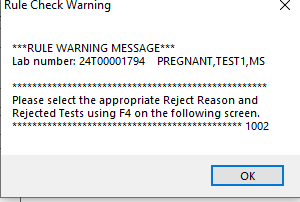 Rule Check Warning
***RULE WARNING MESSAGE***
Lab number: 24T00001794    PREGNANT,TEST1,MS
***************************************************
Please select the appropriate Reject Reason and
Rejected Tests using F4 on the following screen.
********************************************** 1002
OK